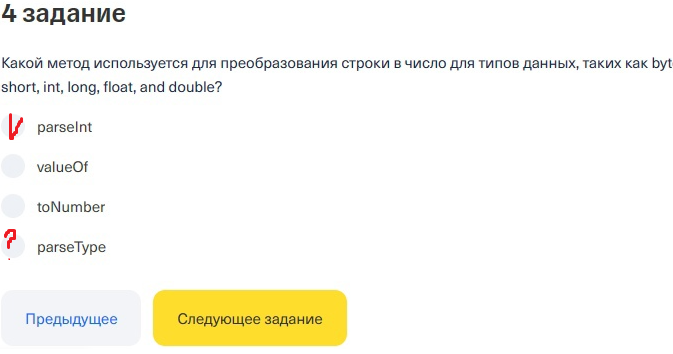 4 задание
Какой метод используется для преобразования строки в число для типов данных, таких как byt
short, int, long, float, and double?
parseInt
valueOf
toNumber
? parseType
Предыдущее
Следующее задание